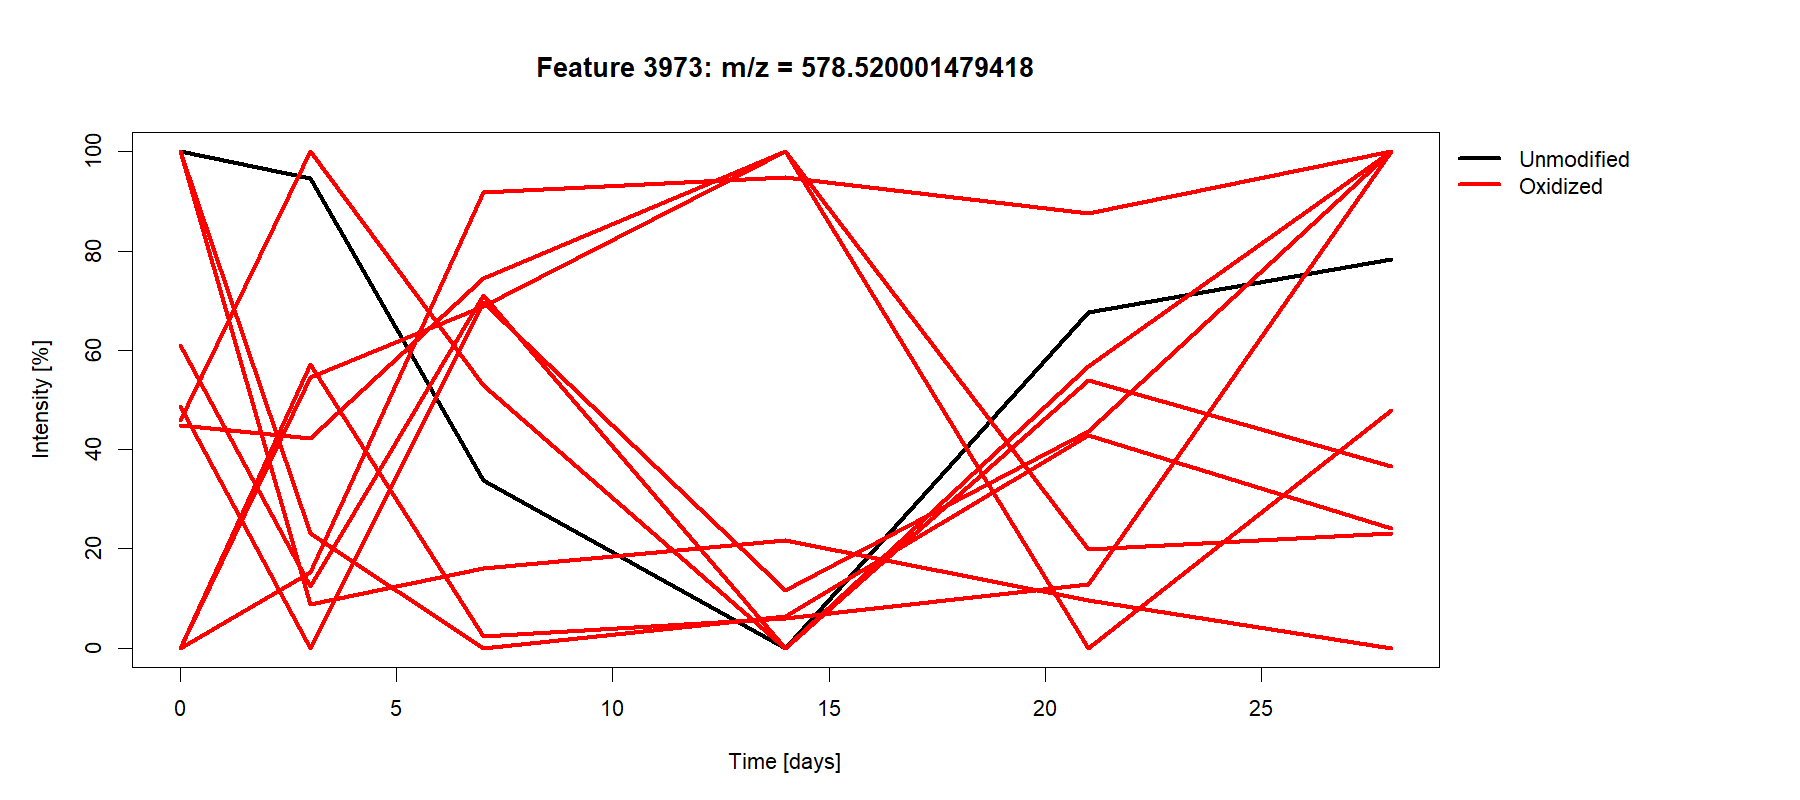 Feature 3973: m/z = 578.520001479418
Unmodified
Oxidized
Intensity [%]
100
80
60
40
20
0
0 5 10 15 20 25
Time [days]